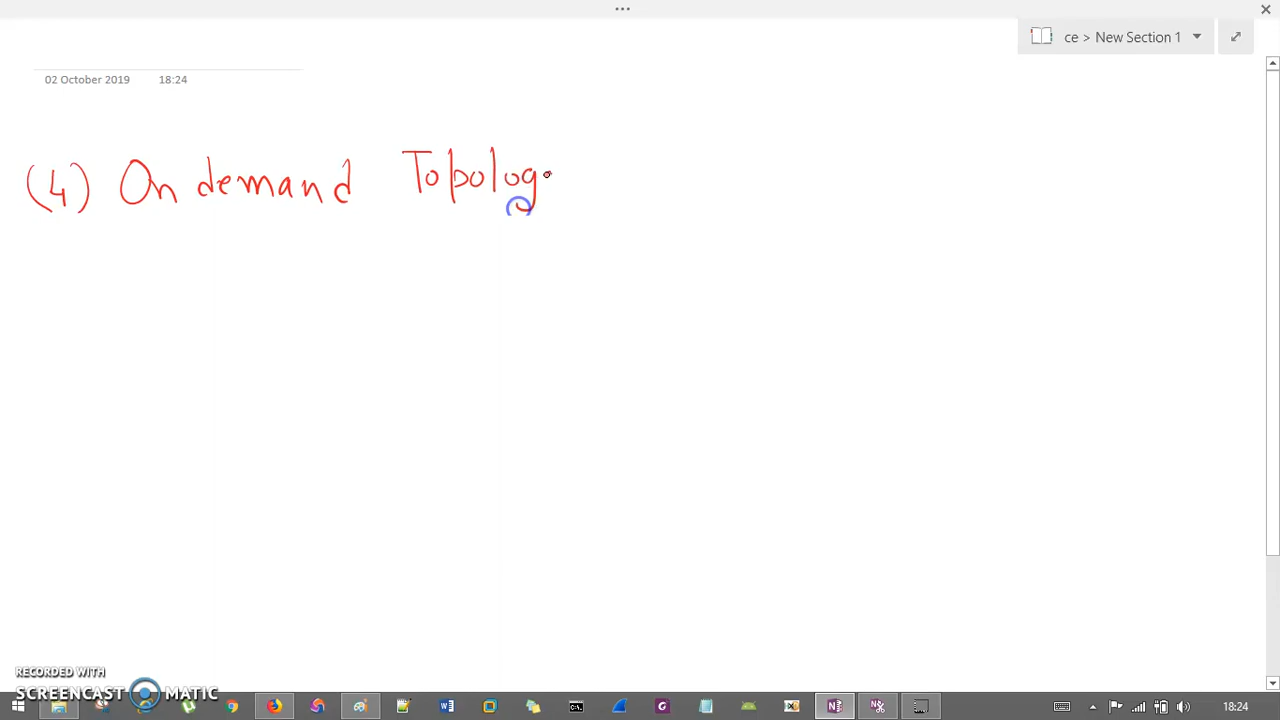 ce > New Section 1
02 October 2019 18:24
(4) On demand Topolog
RECORDED WITH
SCREENCAST MATIC
18:24